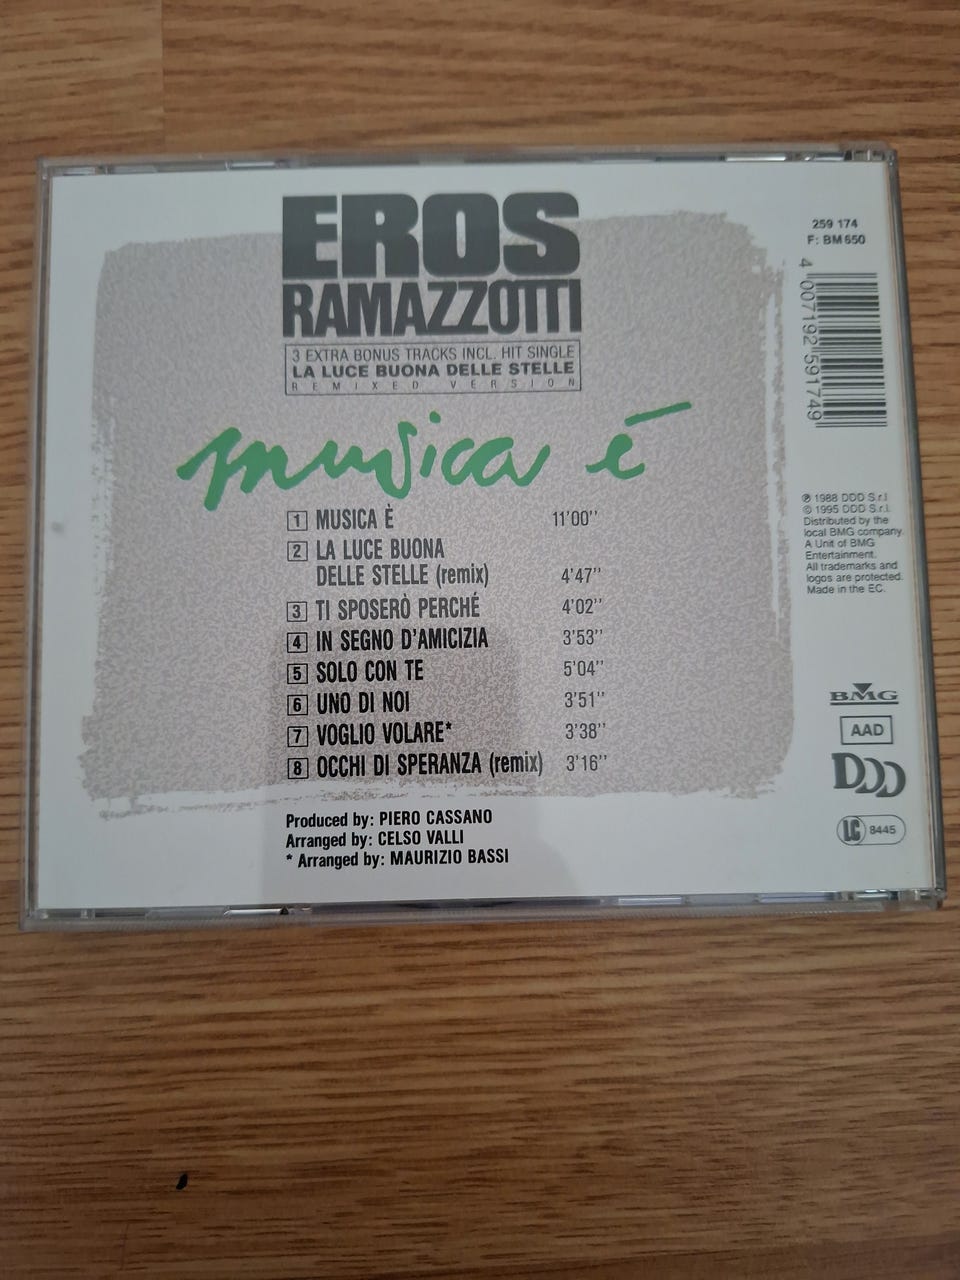 EROS
RAMAZZOTTI
3 EXTRA BONUS TRACKS INCL. HIT SINGLE
LA LUCE BUONA DELLE STELLE
REMIXED VERSION
musica è
1 MUSICA È 11'00''
2 LA LUCE BUONA
DELLE STELLE (remix) 4'47''
3 TI SPOSERÒ PERCHÉ 4'02''
4 IN SEGNO D'AMICIZIA 3'53''
5 SOLO CON TE 5'04''
6 UNO DI NOI 3'51''
7 VOGLIO VOLARE* 3'38''
8 OCCHI DI SPERANZA (remix) 3'16''
Produced by: PIERO CASSANO
Arranged by: CELSO VALLI
* Arranged by: MAURIZIO BASSI
259 174
F: BM 650
4 007192 591749
℗ 1988 DDD S.r.l
© 1995 DDD S.r.l.
Distributed by the
local BMG company.
A Unit of BMG
Entertainment.
All trademarks and
logos are protected.
Made in the EC.
BMG
AAD
DDD
LC 8445